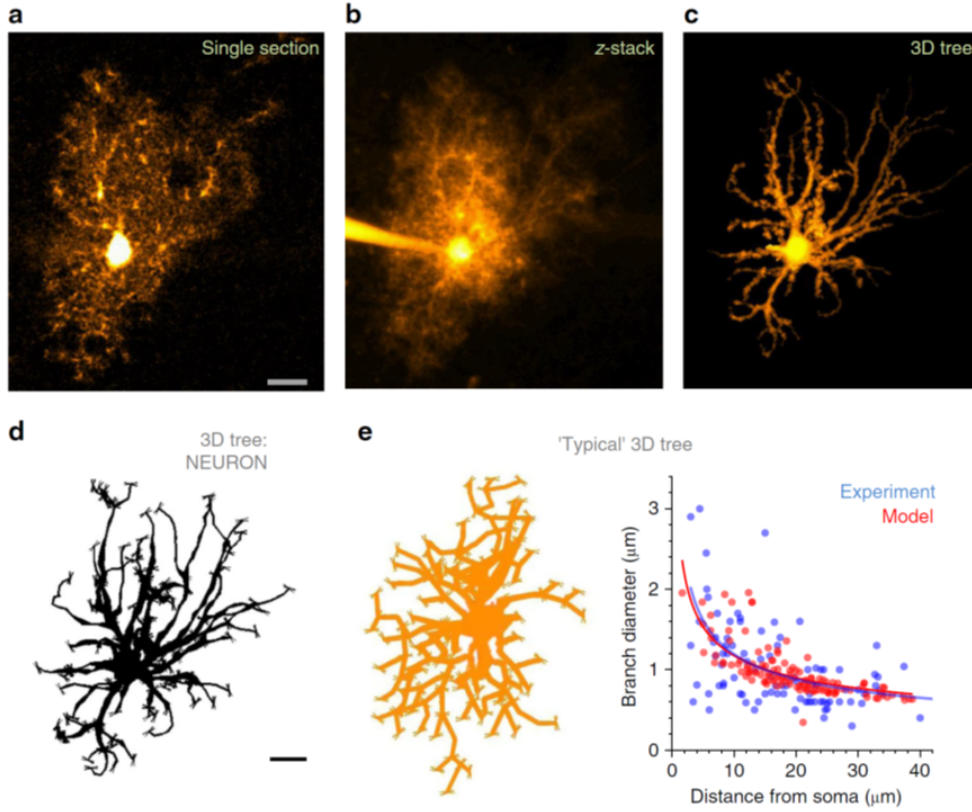 a
Single section
b
z-stack
c
3D tree
d
3D tree:
NEURON
e
'Typical' 3D tree
Experiment
Model
Branch diameter (μm)
3
2
1
0
0
10
20
30
40
Distance from soma (μm)